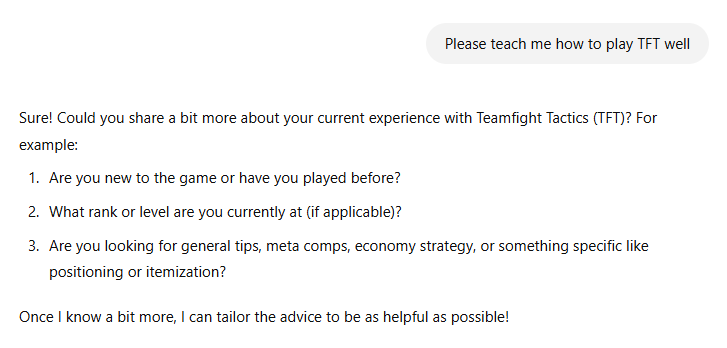 Please teach me how to play TFT well
Sure! Could you share a bit more about your current experience with Teamfight Tactics (TFT)? For
example:
1. Are you new to the game or have you played before?
2. What rank or level are you currently at (if applicable)?
3. Are you looking for general tips, meta comps, economy strategy, or something specific like
positioning or itemization?
Once I know a bit more, I can tailor the advice to be as helpful as possible!